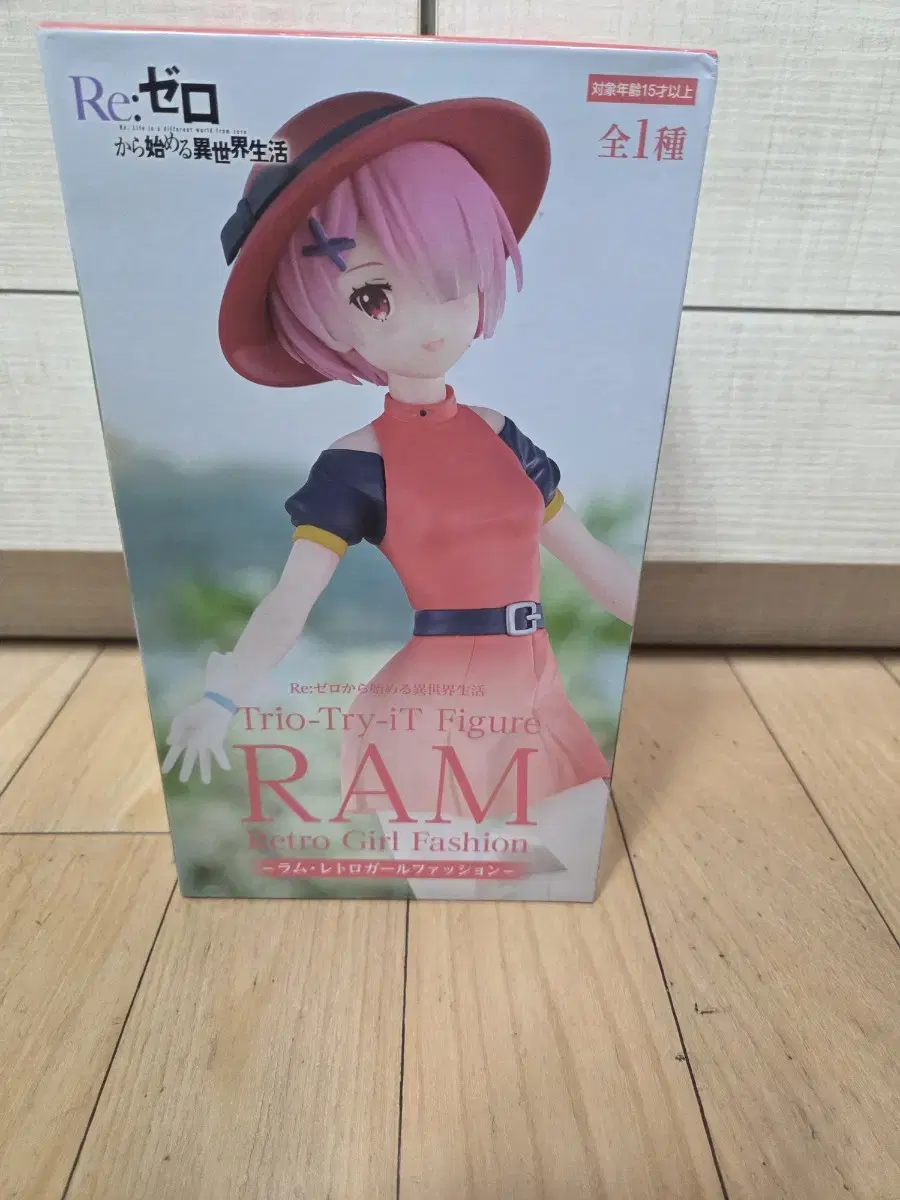 Re:ゼロ
Re: Life in a different world from zero
から始める異世界生活
対象年齢15才以上
全1種
Re:ゼロから始める異世界生活
Trio-Try-iT Figure
RAM
Retro Girl Fashion
−ラム・レトロガールファッション−